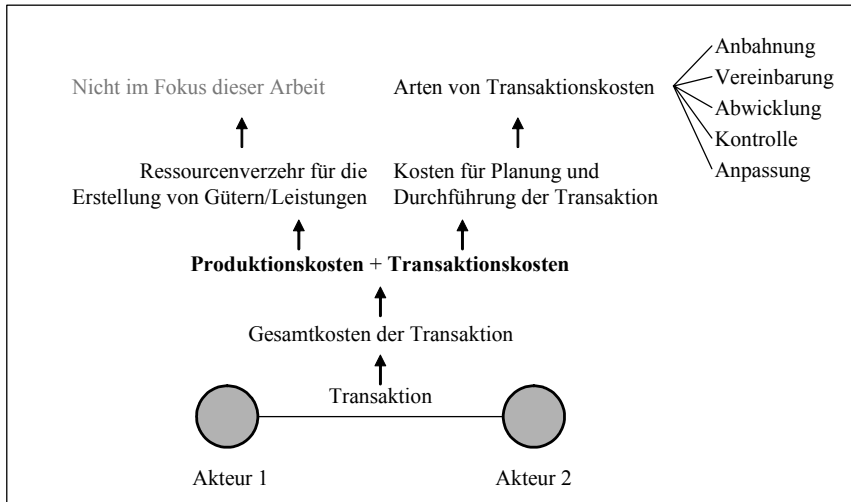 Nicht im Fokus dieser Arbeit
Arten von Transaktionskosten
Anbahnung
Vereinbarung
Abwicklung
Kontrolle
Anpassung
Ressourcenverzehr für die
Erstellung von Gütern/Leistungen
Kosten für Planung und
Durchführung der Transaktion
Produktionskosten + Transaktionskosten
Gesamtkosten der Transaktion
Transaktion
Akteur 1
Akteur 2